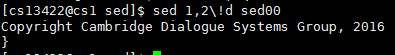 [cs13422@cs1 sed]$ sed 1,2\!d sed00
Copyright Cambridge Dialogue Systems Group, 2016
}